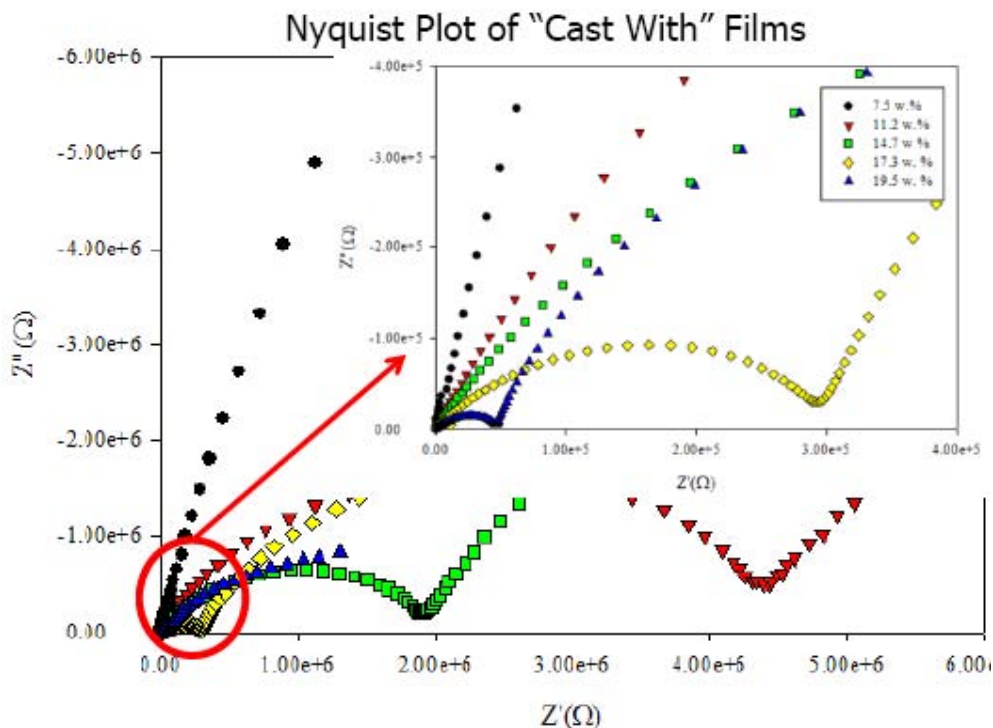 Nyquist Plot of “Cast With” Films
-6.00e+6
-5.00e+6
-4.00e+6
-3.00e+6
-2.00e+6
-1.00e+6
0.00
Z"(Ω)
0.00
1.00e+6
2.00e+6
3.00e+6
4.00e+6
5.00e+6
6.00e
Z'(Ω)
-4.00e+5
-3.00e+5
-2.00e+5
-1.00e+5
0.00
Z"(Ω)
0.00
1.00e+5
2.00e+5
3.00e+5
4.00e+5
Z'(Ω)
7.5 w.%
11.2 w.%
14.7 w %
17.3 w. %
19.5 w. %